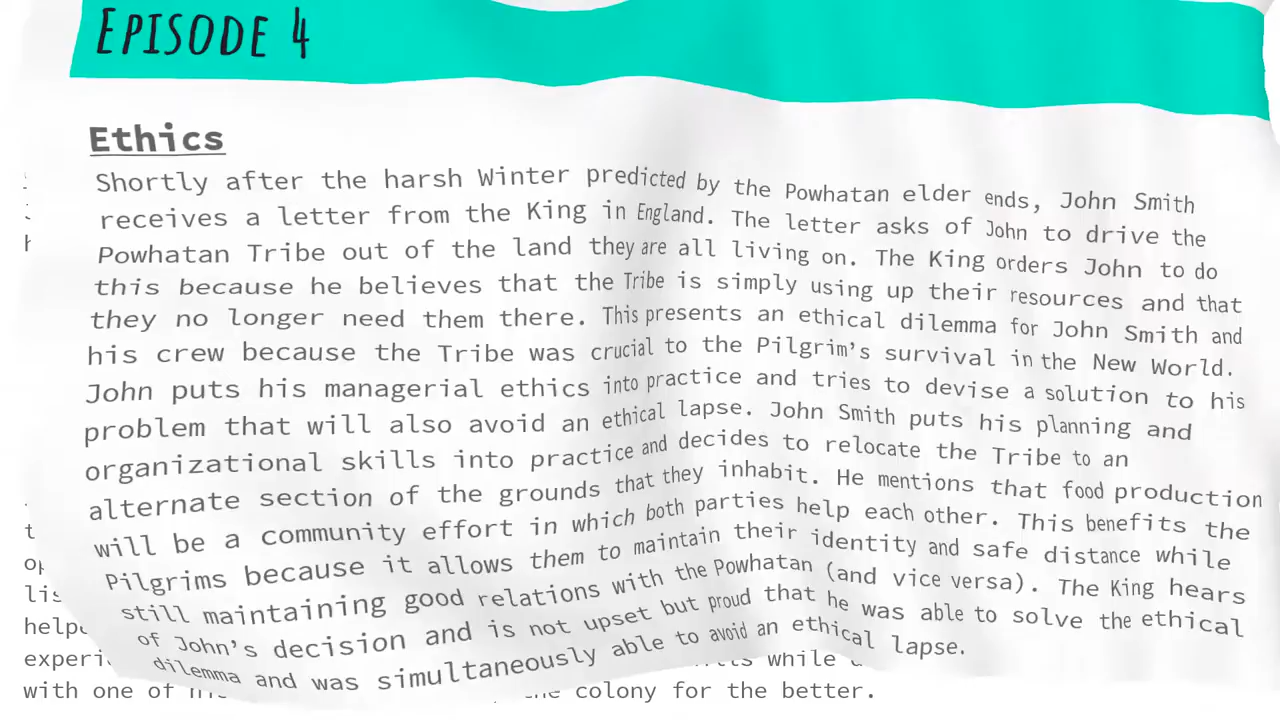 EPISODE 4
Ethics
Shortly after the harsh Winter predicted by the Powhatan elder ends, John Smith
receives a letter from the King in England. The letter asks of John to drive the
Powhatan Tribe out of the land they are all living on. The King orders John to do
this because he believes that the Tribe is simply using up their resources and that
they no longer need them there. This presents an ethical dilemma for John Smith and
his crew because the Tribe was crucial to the Pilgrim's survival in the New World.
John puts his managerial ethics into practice and tries to devise a solution to his
problem that will also avoid an ethical lapse. John Smith puts his planning and
organizational skills into practice and decides to relocate the Tribe to an
alternate section of the grounds that they inhabit. He mentions that food production
will be a community effort in which both parties help each other. This benefits the
Pilgrims because it allows them to maintain their identity and safe distance while
still maintaining good relations with the Powhatan (and vice versa). The King hears
of John's decision and is not upset but proud that he was able to solve the ethical
dilemma and was simultaneously able to avoid an ethical lapse.
while
with one of colony for the better.